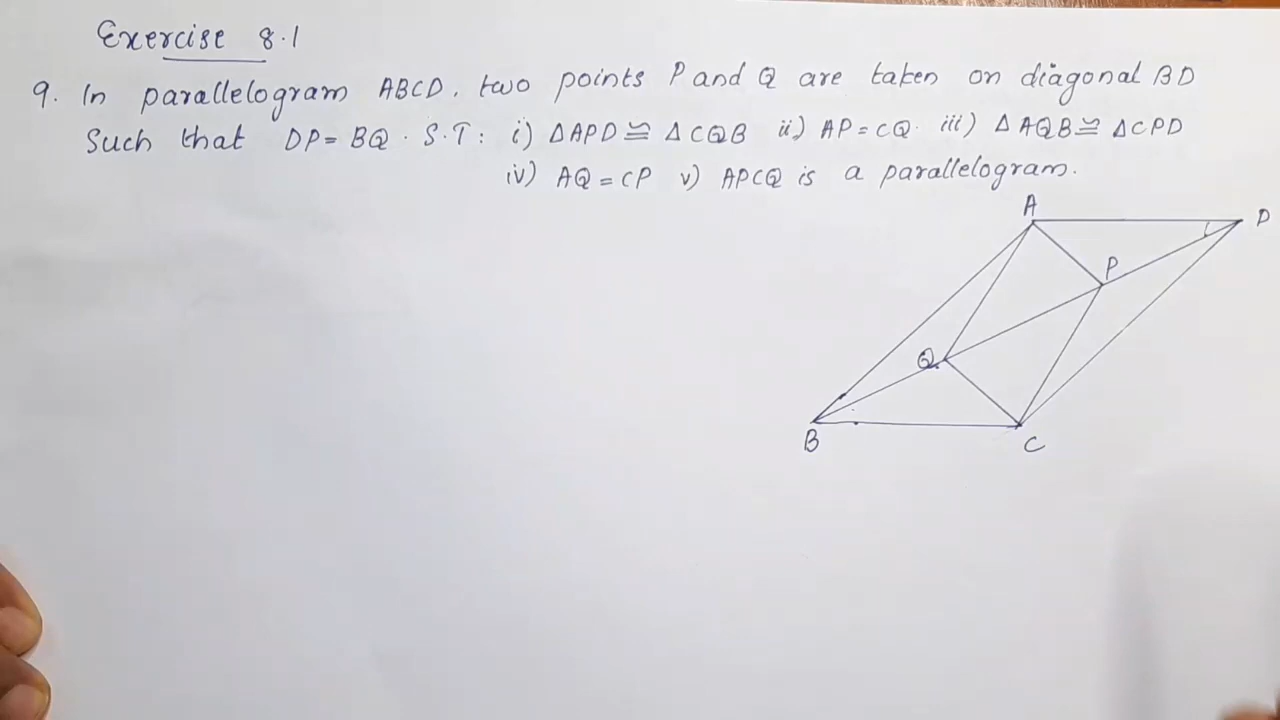 Exercise 8.1
9. In parallelogram ABCD, two points P and Q are taken on diagonal BD
Such that DP = BQ. S.T: i) ΔAPD ≅ ΔCQB ii) AP = CQ. iii) ΔAQB ≅ ΔCPD
iv) AQ = CP v) APCQ is a parallelogram.
A
D
P
Q
B
C